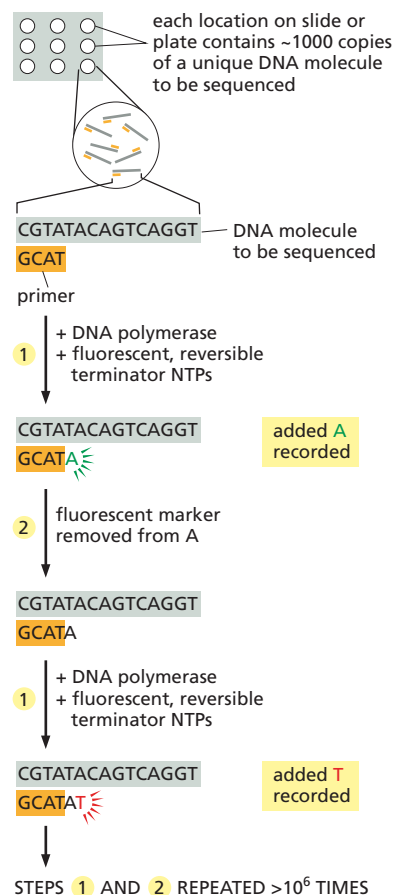 each location on slide or
plate contains ~1000 copies
of a unique DNA molecule
to be sequenced
CGTATACAGTCAGGT
DNA molecule
to be sequenced
GCAT
primer
1
+ DNA polymerase
+ fluorescent, reversible
terminator NTPs
CGTATACAGTCAGGT
GCATA
added A
recorded
2
fluorescent marker
removed from A
CGTATACAGTCAGGT
GCATA
1
+ DNA polymerase
+ fluorescent, reversible
terminator NTPs
CGTATACAGTCAGGT
GCATAT
added T
recorded
STEPS 1 AND 2 REPEATED >10⁶ TIMES